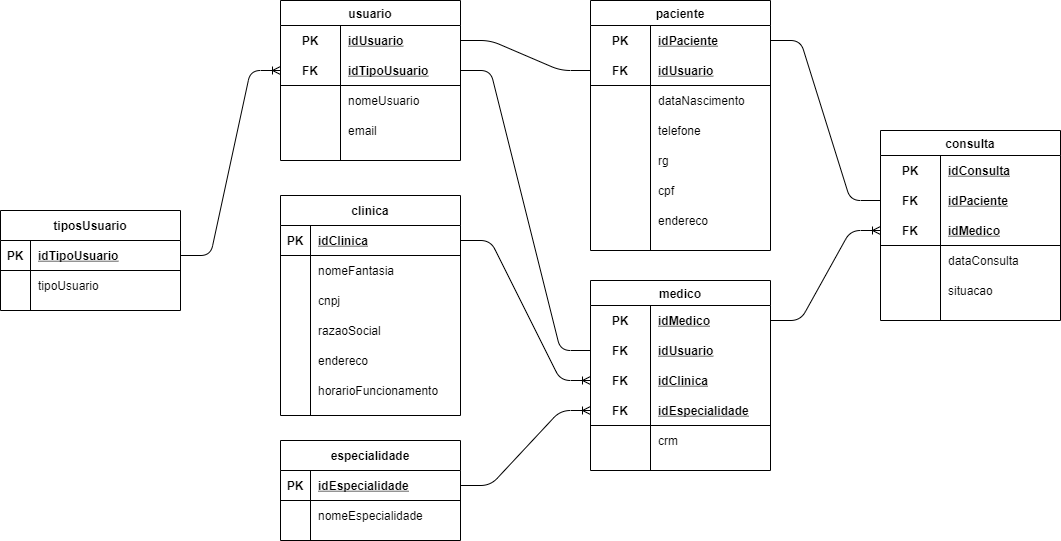 usuario
PK idUsuario
FK idTipoUsuario
nomeUsuario
email
paciente
PK idPaciente
FK idUsuario
dataNascimento
telefone
rg
cpf
endereco
consulta
PK idConsulta
FK idPaciente
FK idMedico
dataConsulta
situacao
tiposUsuario
PK idTipoUsuario
tipoUsuario
clinica
PK idClinica
nomeFantasia
cnpj
razaoSocial
endereco
horarioFuncionamento
medico
PK idMedico
FK idUsuario
FK idClinica
FK idEspecialidade
crm
especialidade
PK idEspecialidade
nomeEspecialidade